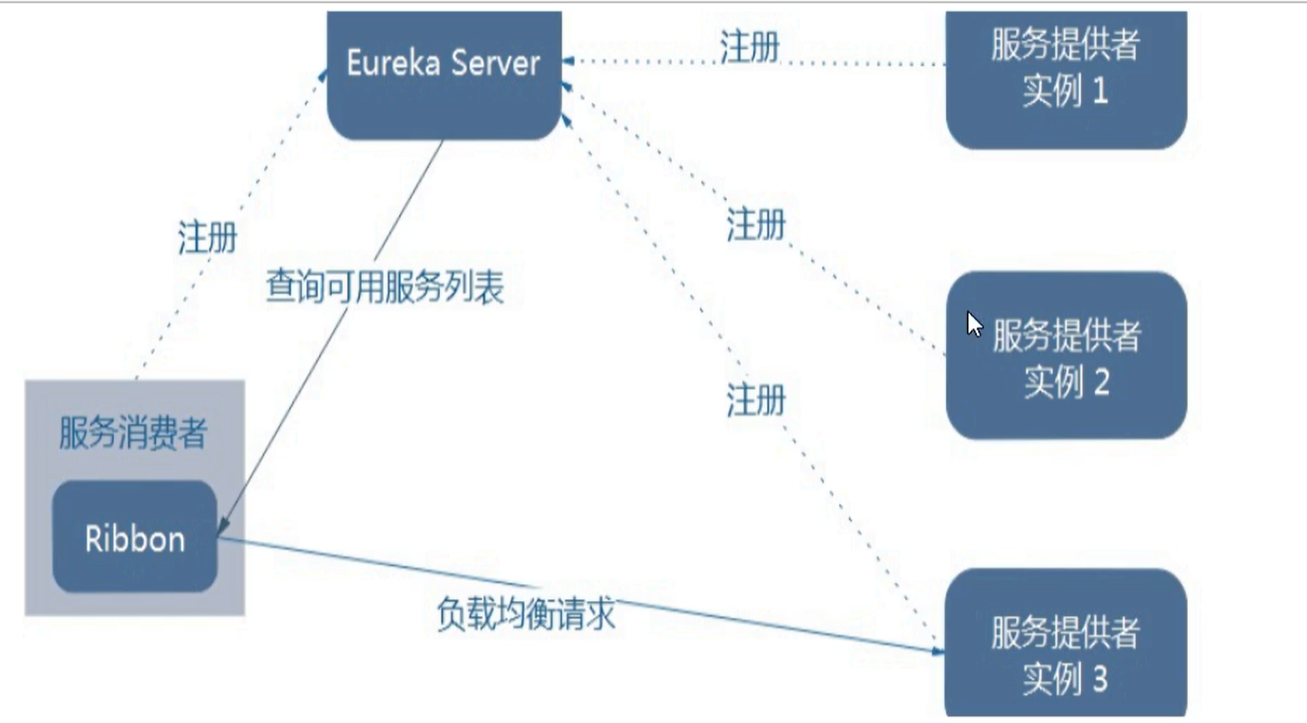 Eureka Server
注册
服务提供者
实例 1
注册
注册
查询可用服务列表
服务提供者
实例 2
注册
服务消费者
Ribbon
负载均衡请求
服务提供者
实例 3